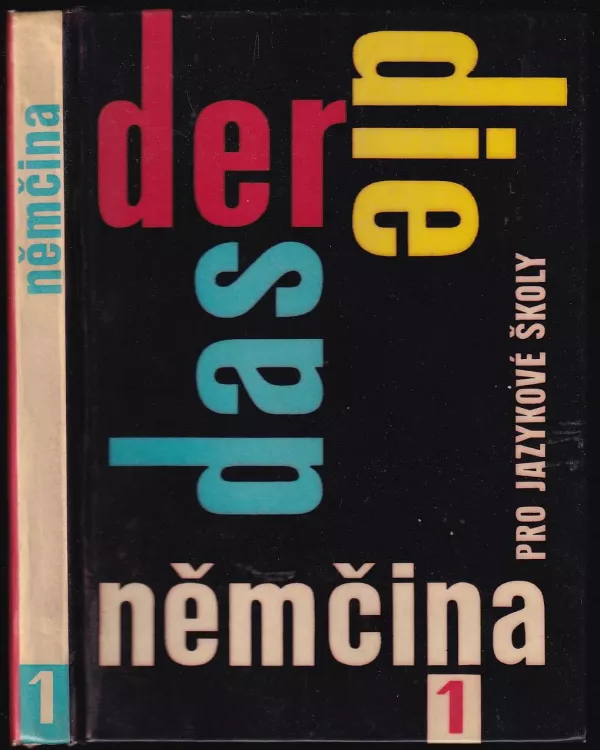 němčina
1
der
die
das
PRO JAZYKOVÉ ŠKOLY
němčina
1